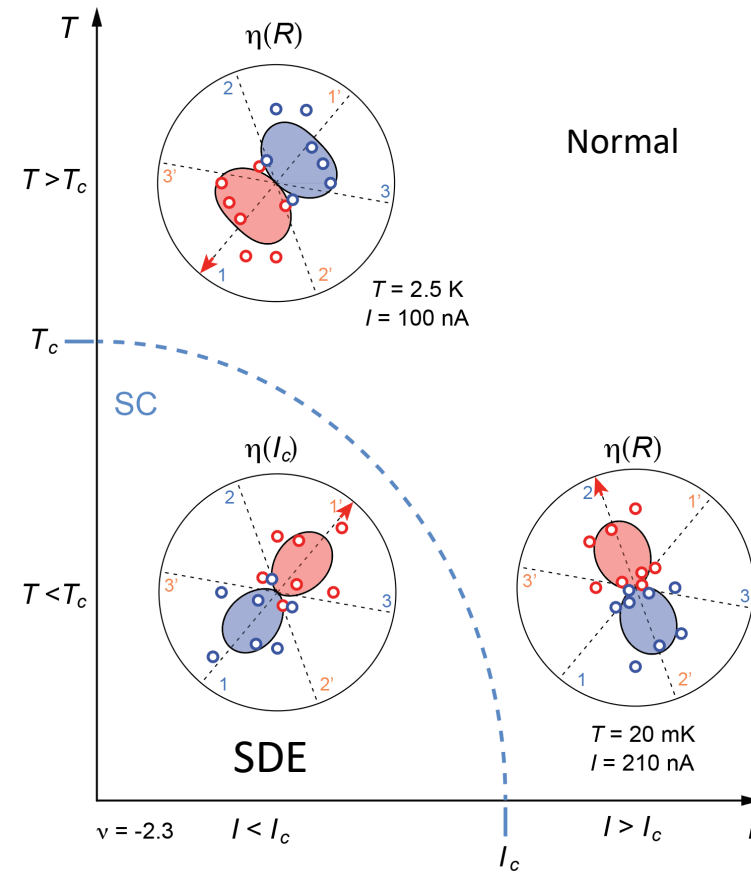 T
η(R)
2
1'
Normal
T >Tc
3'
3
1
2'
T = 2.5 K
I = 100 nA
Tc
SC
η(Ic)
η(R)
2
1'
2
1'
T <Tc
3'
3
3'
3
1
2'
1
2'
SDE
T = 20 mK
I = 210 nA
ν = -2.3
I < Ic
I > Ic
Ic